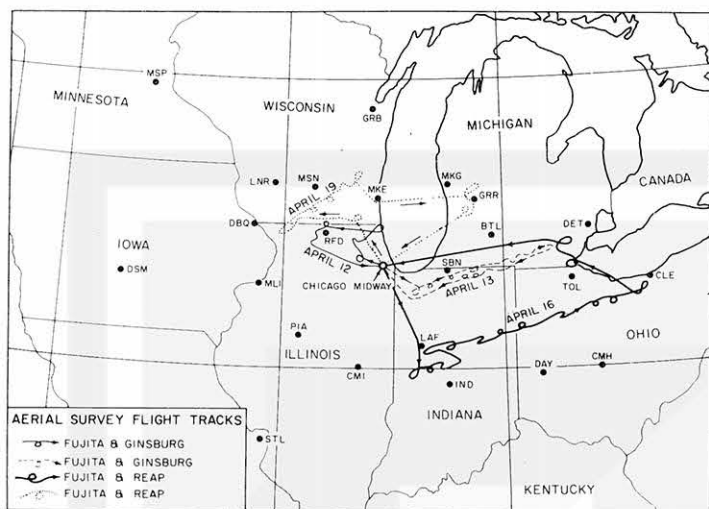 MSP
MINNESOTA
WISCONSIN
GRB
MICHIGAN
LNR
MSN
MKE
MKG
GRR
CANADA
APRIL 19
DBQ
RFD
BTL
DET
IOWA
APRIL 12
DSM
MLI
CHICAGO
MIDWAY
SBN
APRIL 13
TOL
CLE
APRIL 16
PIA
LAF
OHIO
ILLINOIS
CMI
IND
DAY
CMH
INDIANA
STL
KENTUCKY
AERIAL SURVEY FLIGHT TRACKS
FUJITA & GINSBURG
FUJITA & GINSBURG
FUJITA & REAP
FUJITA & REAP